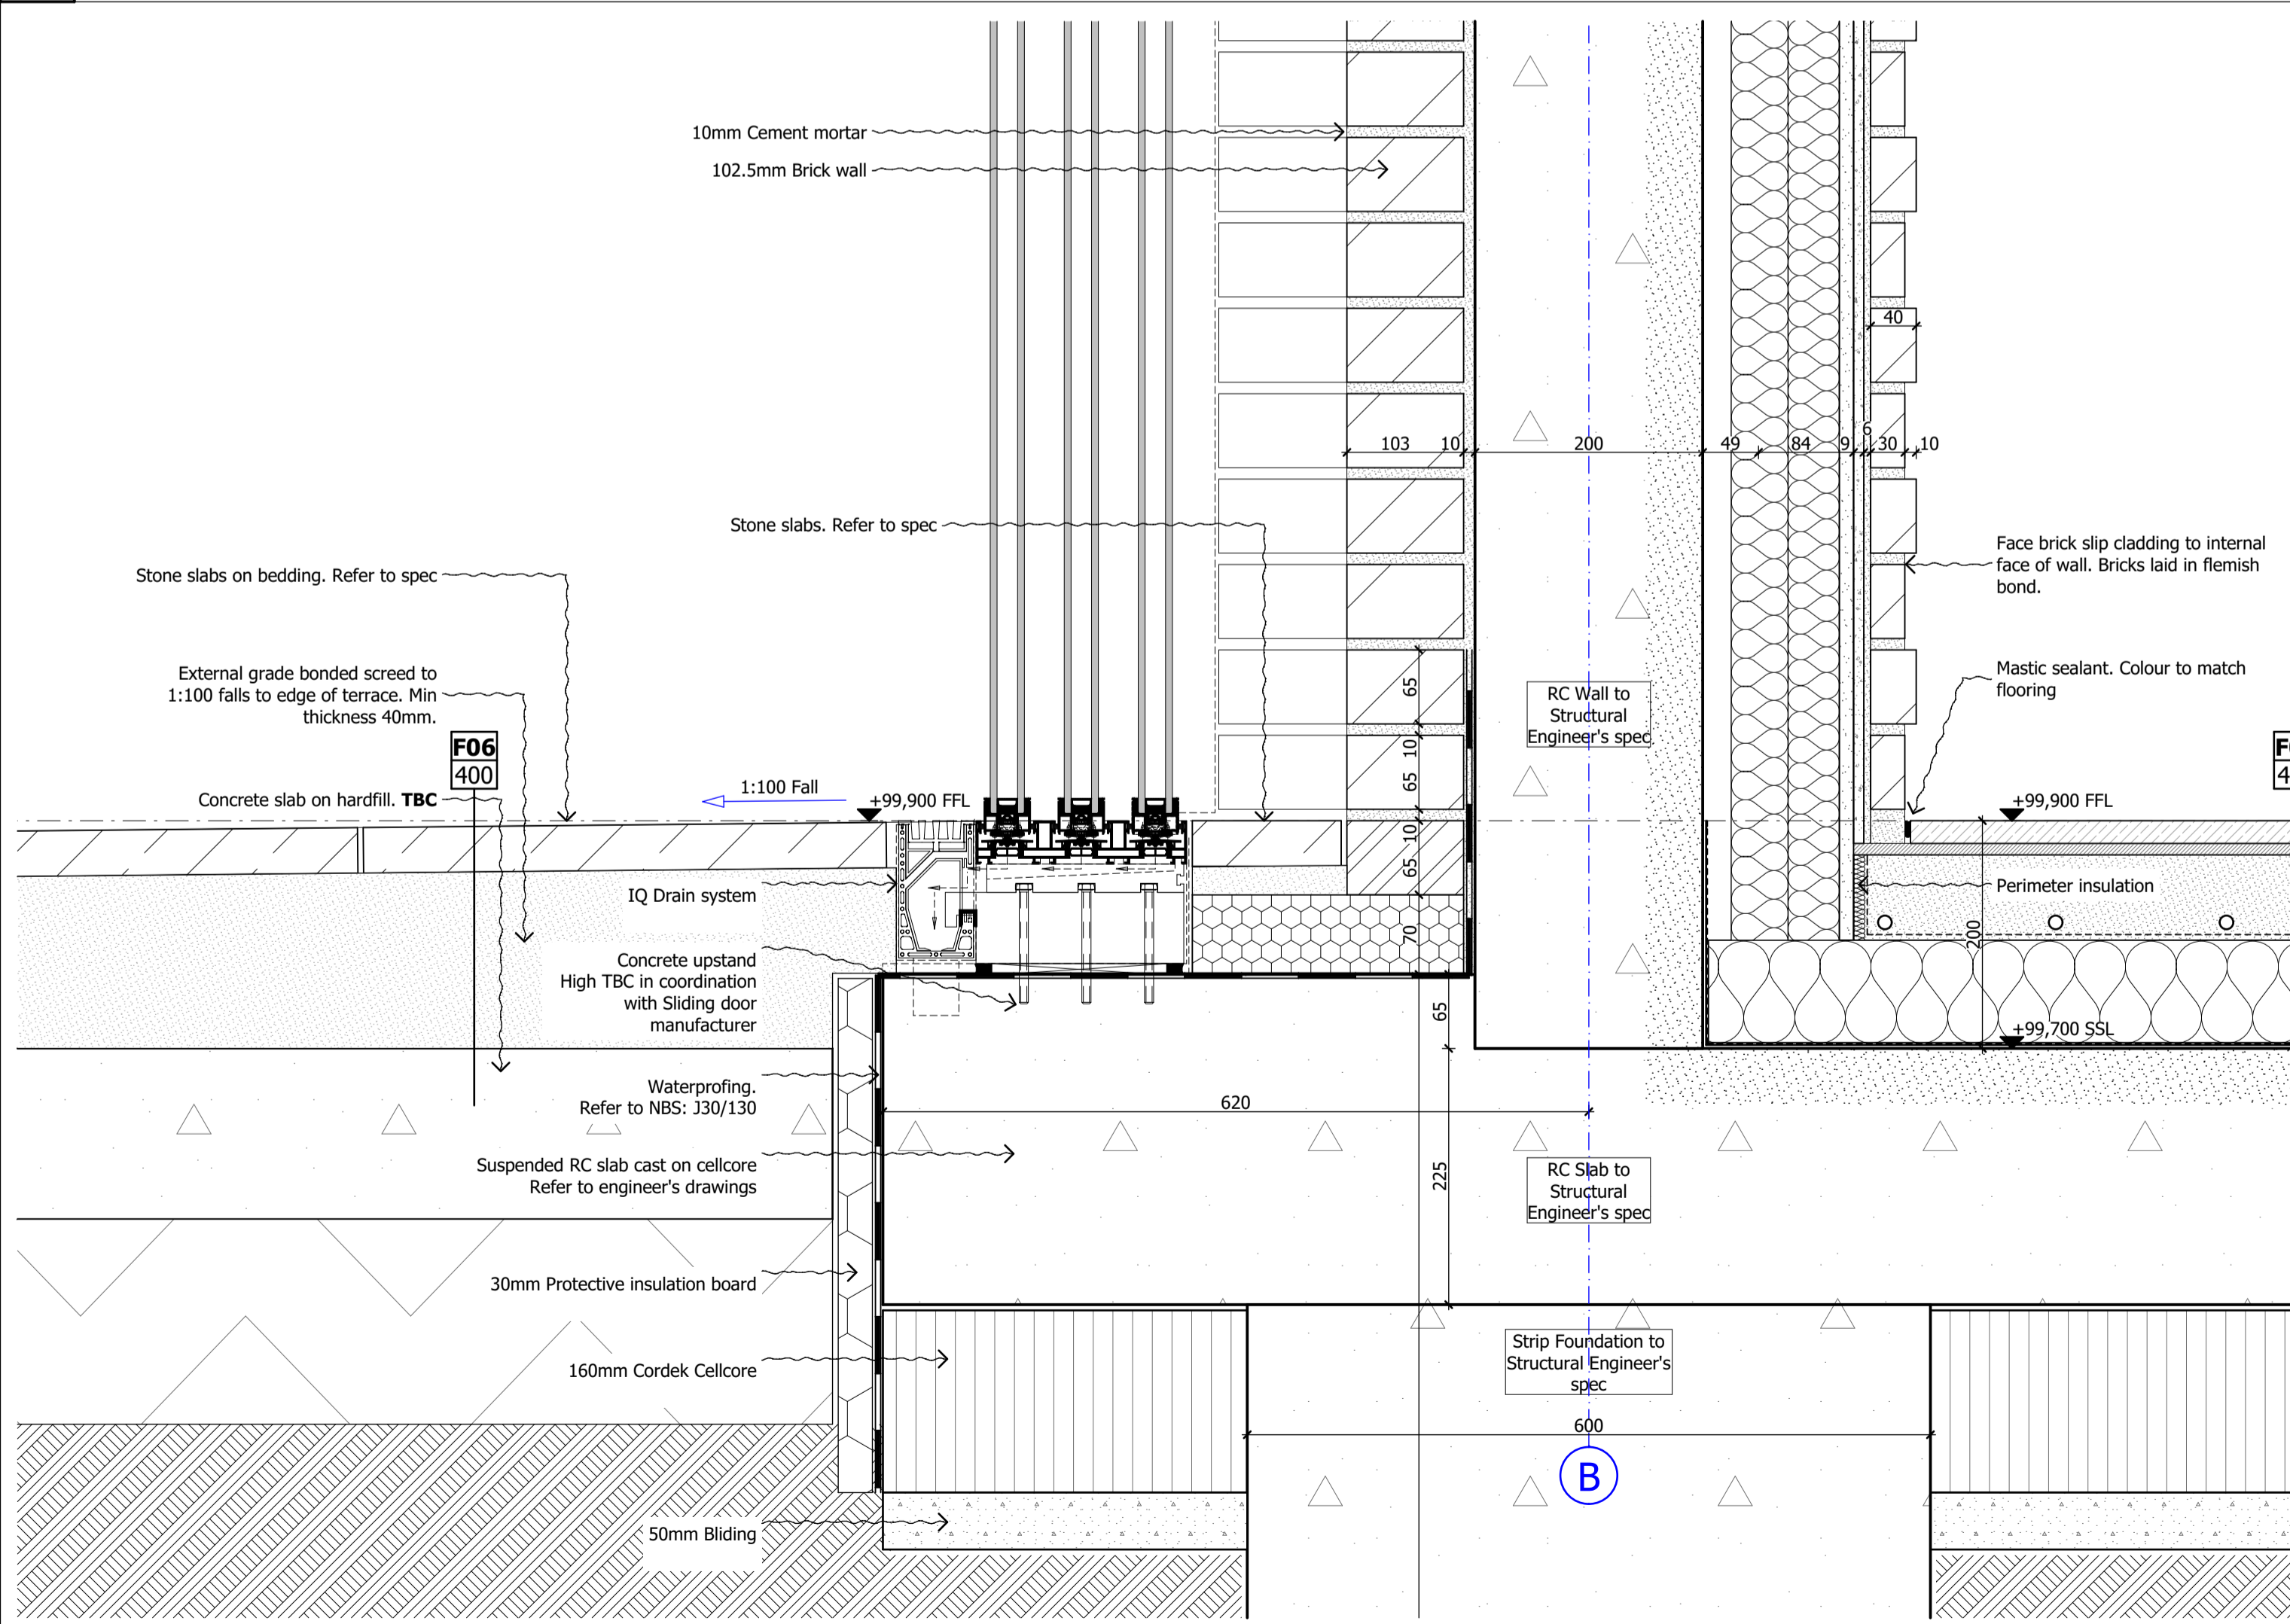 10mm Cement mortar
102.5mm Brick wall
40
103 10 200 49 84 9 6 30 10
Stone slabs. Refer to spec
Face brick slip cladding to internal
face of wall. Bricks laid in flemish
bond.
Stone slabs on bedding. Refer to spec
External grade bonded screed to
1:100 falls to edge of terrace. Min
thickness 40mm.
Mastic sealant. Colour to match
flooring
65
10
65
10
65
70
65
225
RC Wall to
Structural
Engineer's spec
F06
400
Concrete slab on hardfill. TBC
1:100 Fall
+99,900 FFL
+99,900 FFL
IQ Drain system
Perimeter insulation
200
Concrete upstand
High TBC in coordination
with Sliding door
manufacturer
+99,700 SSL
Waterprofing.
Refer to NBS: J30/130
620
Suspended RC slab cast on cellcore
Refer to engineer's drawings
RC Slab to
Structural
Engineer's spec
30mm Protective insulation board
160mm Cordek Cellcore
Strip Foundation to
Structural Engineer's
spec
600
B
50mm Bliding